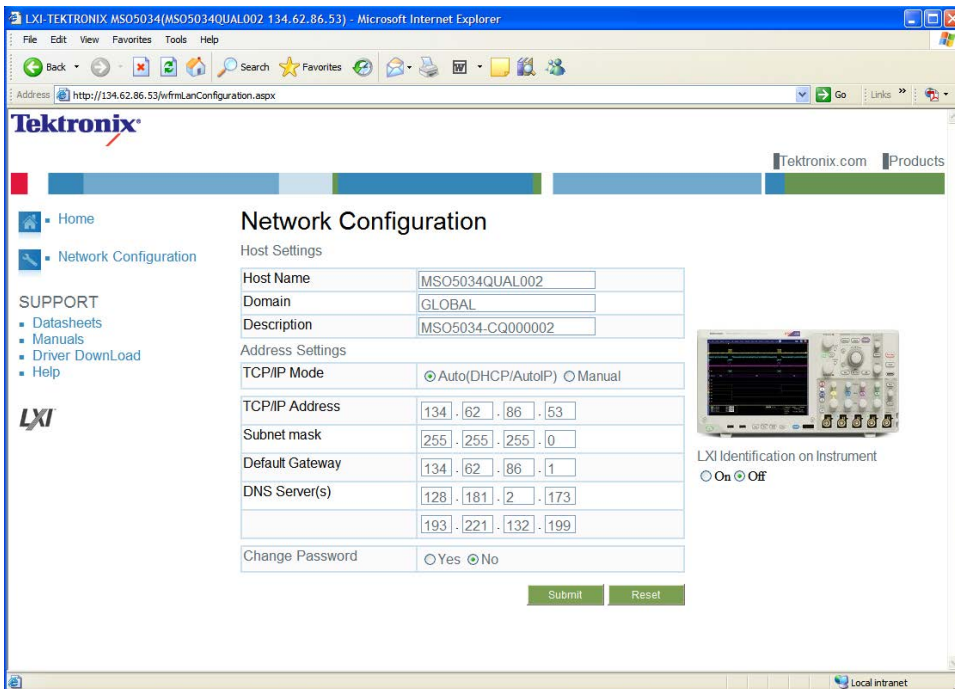 LXI-TEKTRONIX MSO5034(MSO5034QUAL002 134.62.86.53) - Microsoft Internet Explorer
File Edit View Favorites Tools Help
Back Search Favorites
Address http://134.62.86.53/wfrmLanConfiguration.aspx Go Links »
Tektronix
Tektronix.com Products
Home
Network Configuration
SUPPORT
Datasheets
Manuals
Driver DownLoad
Help
LXI
Network Configuration
Host Settings
Host Name MSO5034QUAL002
Domain GLOBAL
Description MSO5034-CQ000002
Address Settings
TCP/IP Mode Auto(DHCP/AutoIP) Manual
TCP/IP Address 134 . 62 . 86 . 53
Subnet mask 255 . 255 . 255 . 0
Default Gateway 134 . 62 . 86 . 1
DNS Server(s) 128 . 181 . 2 . 173
193 . 221 . 132 . 199
Change Password Yes No
Submit Reset
LXI Identification on Instrument
On Off
Local intranet